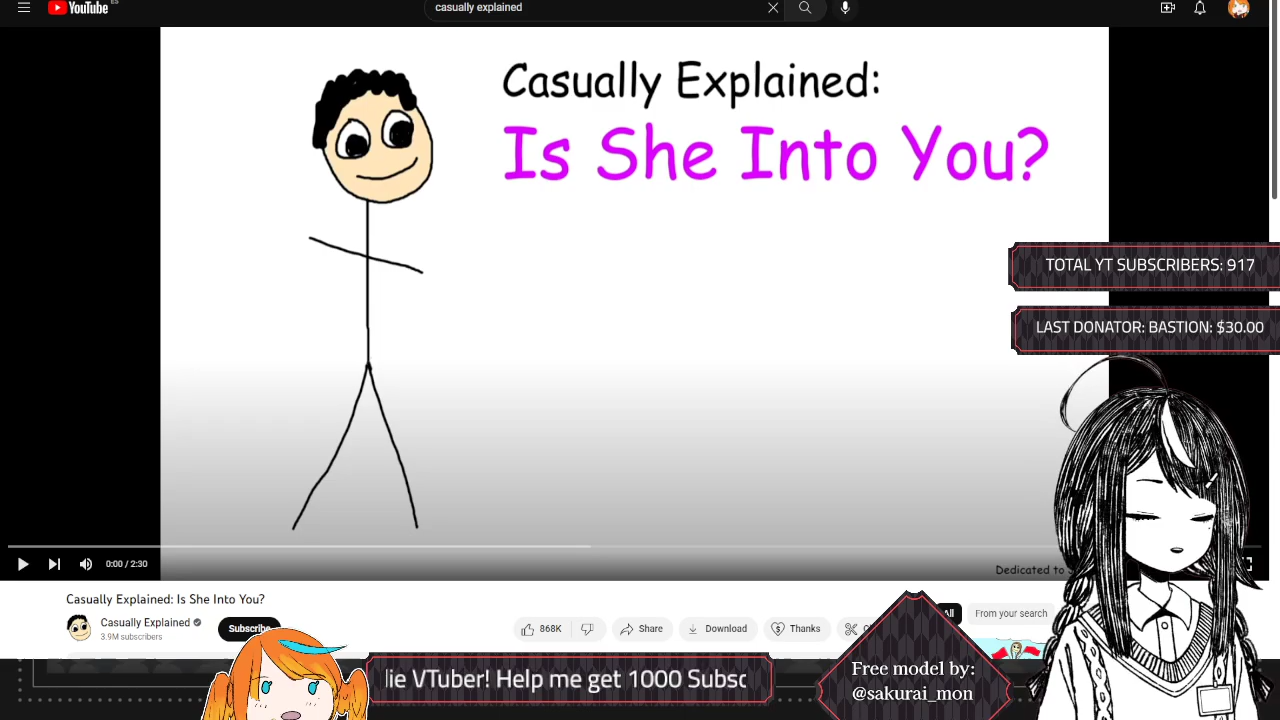 YouTube
ES
casually explained
Casually Explained:
Is She Into You?
TOTAL YT SUBSCRIBERS: 917
LAST DONATOR: BASTION: $30.00
0:00 / 2:30
Dedicated to
Casually Explained: Is She Into You?
Casually Explained
3.9M subscribers
Subscribe
868K
Share
Download
Thanks
All
From your search
VTuber! Help me get 1000
Free model by:
@sakurai_mon